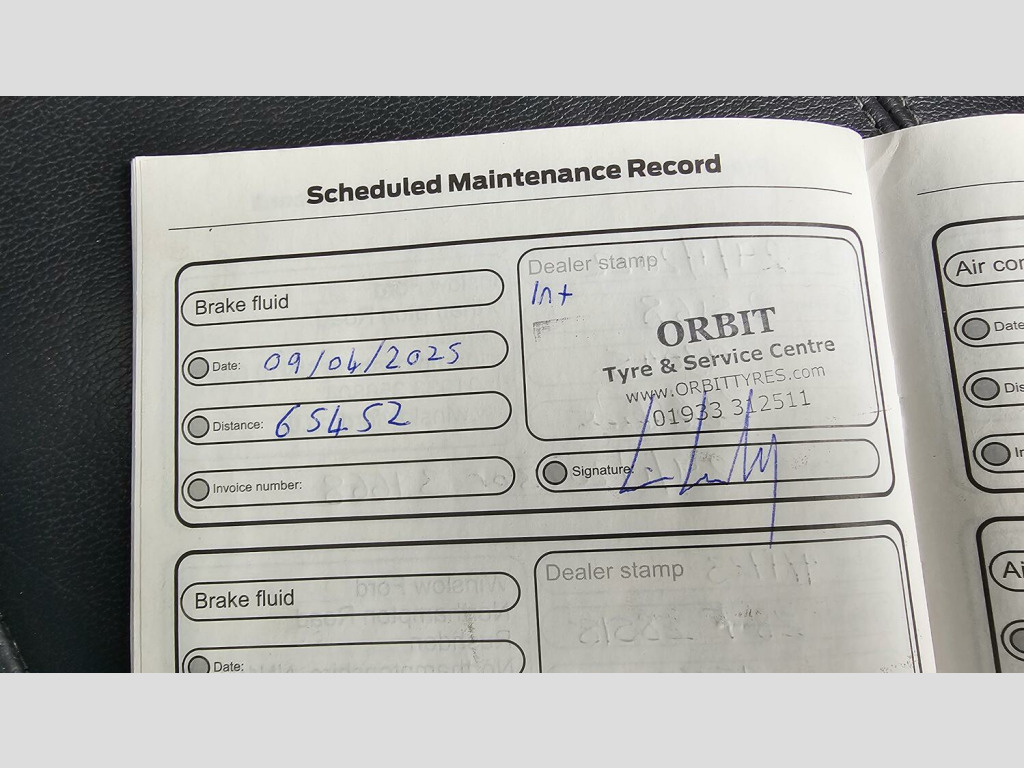 Scheduled Maintenance Record
Brake fluid
Date: 09/04/2025
Distance: 65452
Invoice number:
Dealer stamp
Int
ORBIT
Tyre & Service Centre
www.ORBITTYRES.com
01933 312511
Signature:
Brake fluid
Date:
Dealer stamp
Air con
Date
Dis
In
Ai